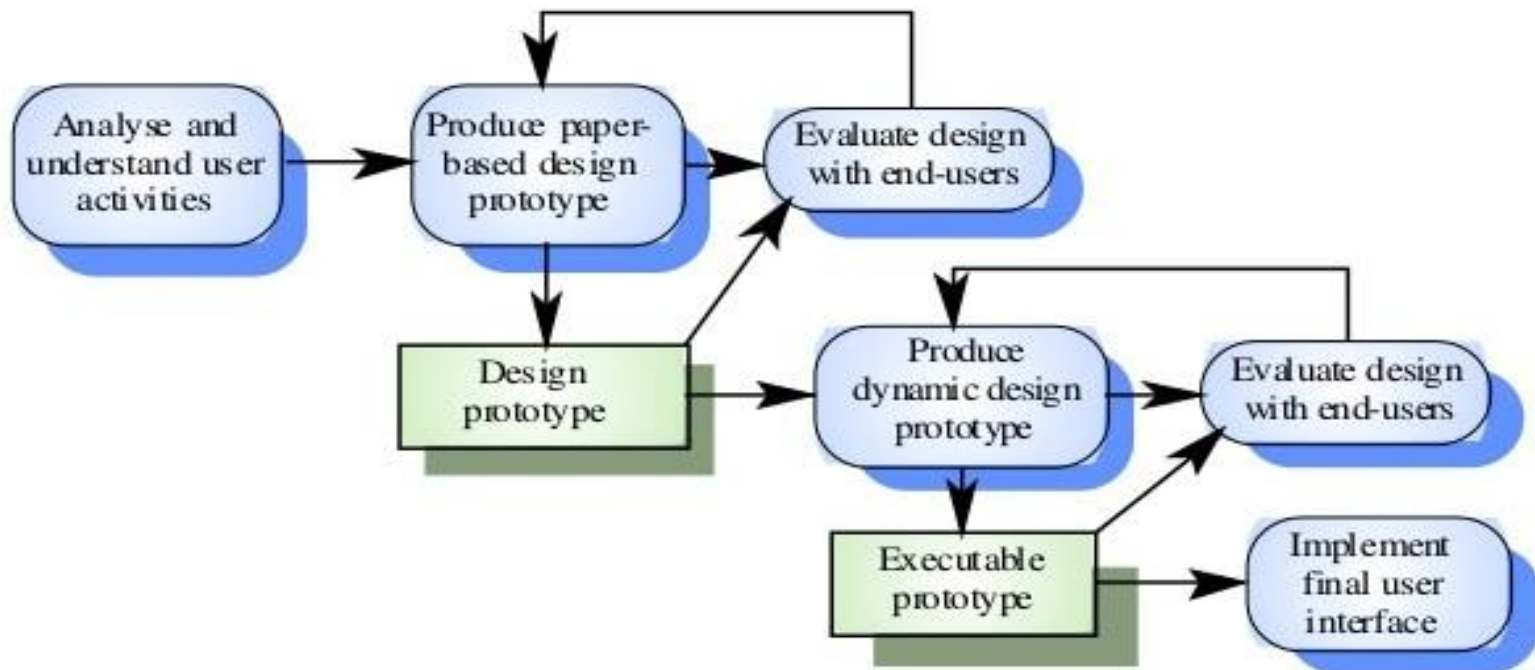 Analyse and
understand user
activities
Produce paper-
based design
prototype
Evaluate design
with end-users
Design
prototype
Produce
dynamic design
prototype
Evaluate design
with end-users
Executable
prototype
Implement
final user
interface